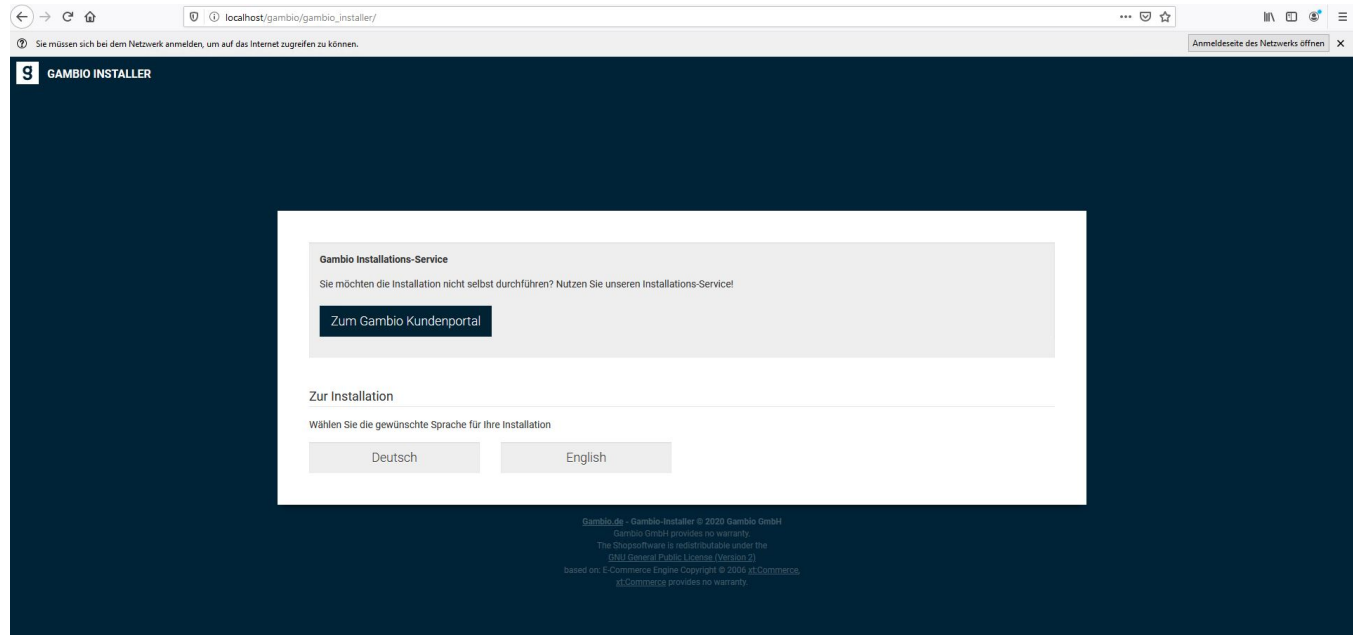 localhost/gambio/gambio_installer/
Sie müssen sich bei dem Netzwerk anmelden, um auf das Internet zugreifen zu können.
Anmeldeseite des Netzwerks öffnen
g GAMBIO INSTALLER
Gambio Installations-Service
Sie möchten die Installation nicht selbst durchführen? Nutzen Sie unseren Installations-Service!
Zum Gambio Kundenportal
Zur Installation
Wählen Sie die gewünschte Sprache für Ihre Installation
Deutsch English
Gambio.de - Gambio-Installer © 2020 Gambio GmbH
Gambio GmbH provides no warranty.
The Shopsoftware is redistributable under the
GNU General Public License (Version 2)
based on: E-Commerce Engine Copyright © 2006 xt:Commerce,
xt:Commerce provides no warranty.